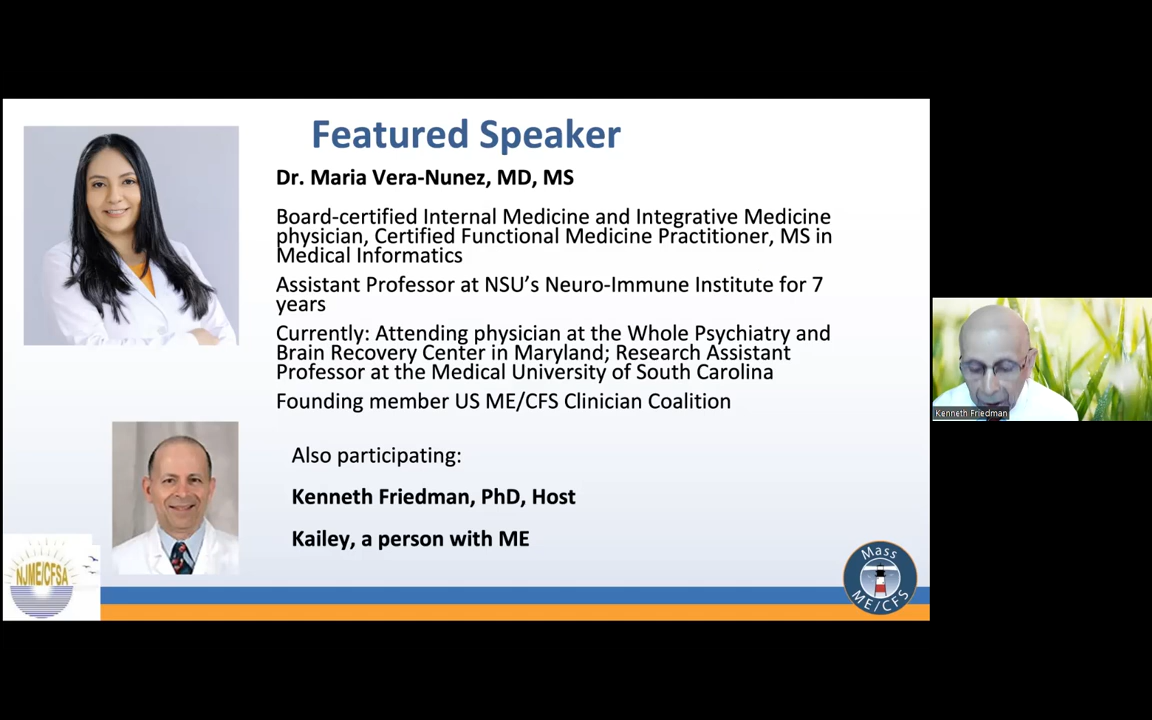 Featured Speaker
Dr. Maria Vera-Nunez, MD, MS
Board-certified Internal Medicine and Integrative Medicine
physician, Certified Functional Medicine Practitioner, MS in
Medical Informatics
Assistant Professor at NSU's Neuro-Immune Institute for 7
years
Currently: Attending physician at the Whole Psychiatry and
Brain Recovery Center in Maryland; Research Assistant
Professor at the Medical University of South Carolina
Founding member US ME/CFS Clinician Coalition
Also participating:
Kenneth Friedman, PhD, Host
Kailey, a person with ME
NJME/CFSA
Mass
ME/CFS
Kenneth Friedman